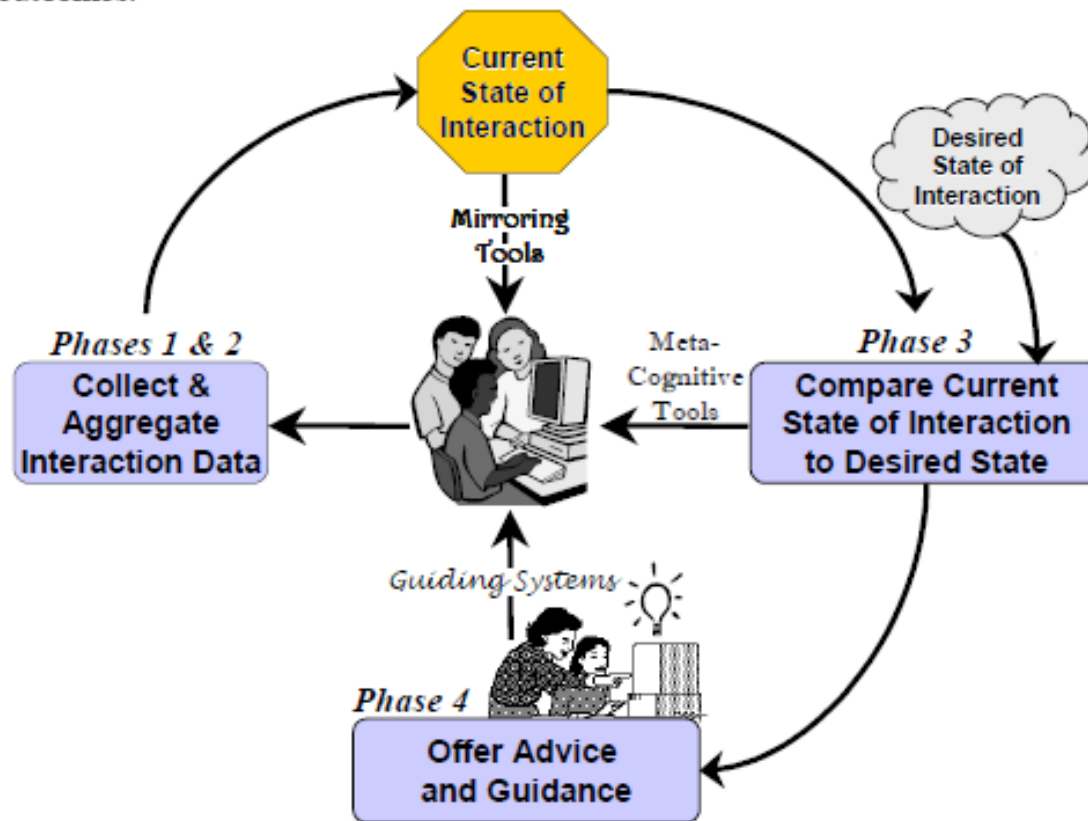 Current
State of
Interaction
Desired
State of
Interaction
Mirroring
Tools
Phases 1 & 2
Collect &
Aggregate
Interaction Data
Meta-
Cognitive
Tools
Phase 3
Compare Current
State of Interaction
to Desired State
Guiding Systems
Phase 4
Offer Advice
and Guidance